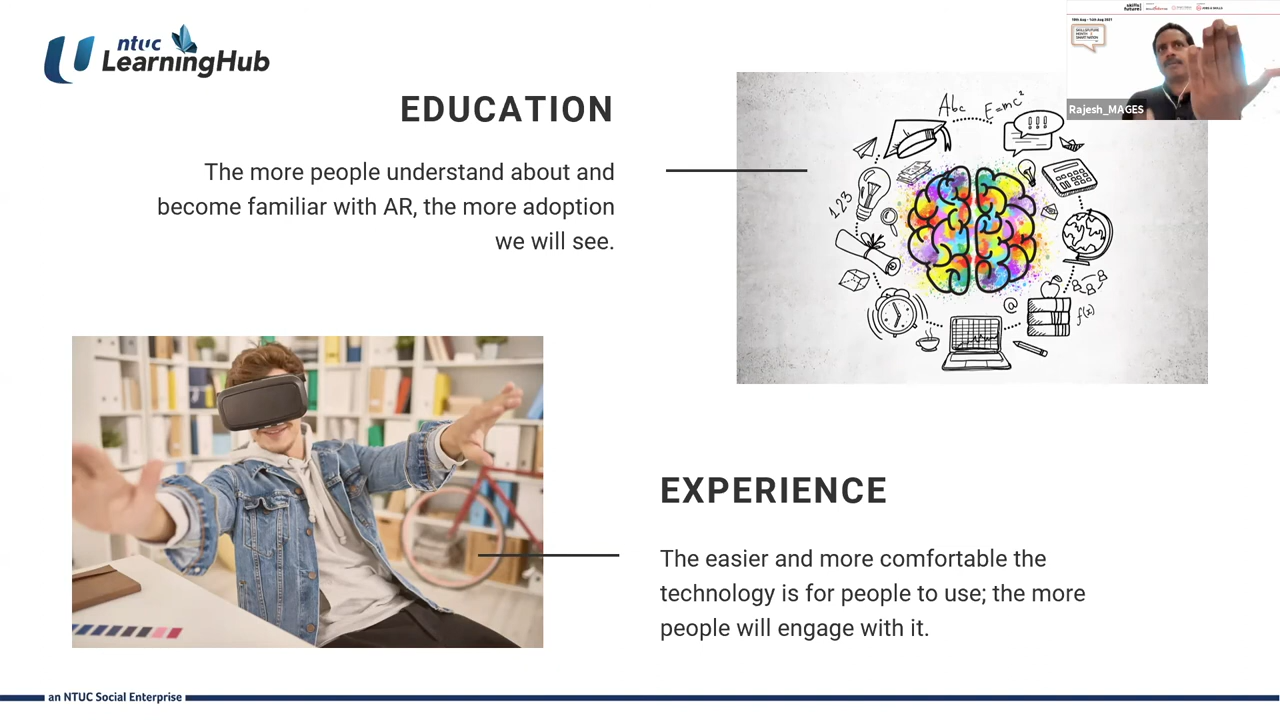 ntuc
LearningHub
EDUCATION
The more people understand about and
become familiar with AR, the more adoption
we will see.
Abc
E=mc²
!!!
123
@
f(x)
Rajesh_MAGES
EXPERIENCE
The easier and more comfortable the
technology is for people to use; the more
people will engage with it.
an NTUC Social Enterprise